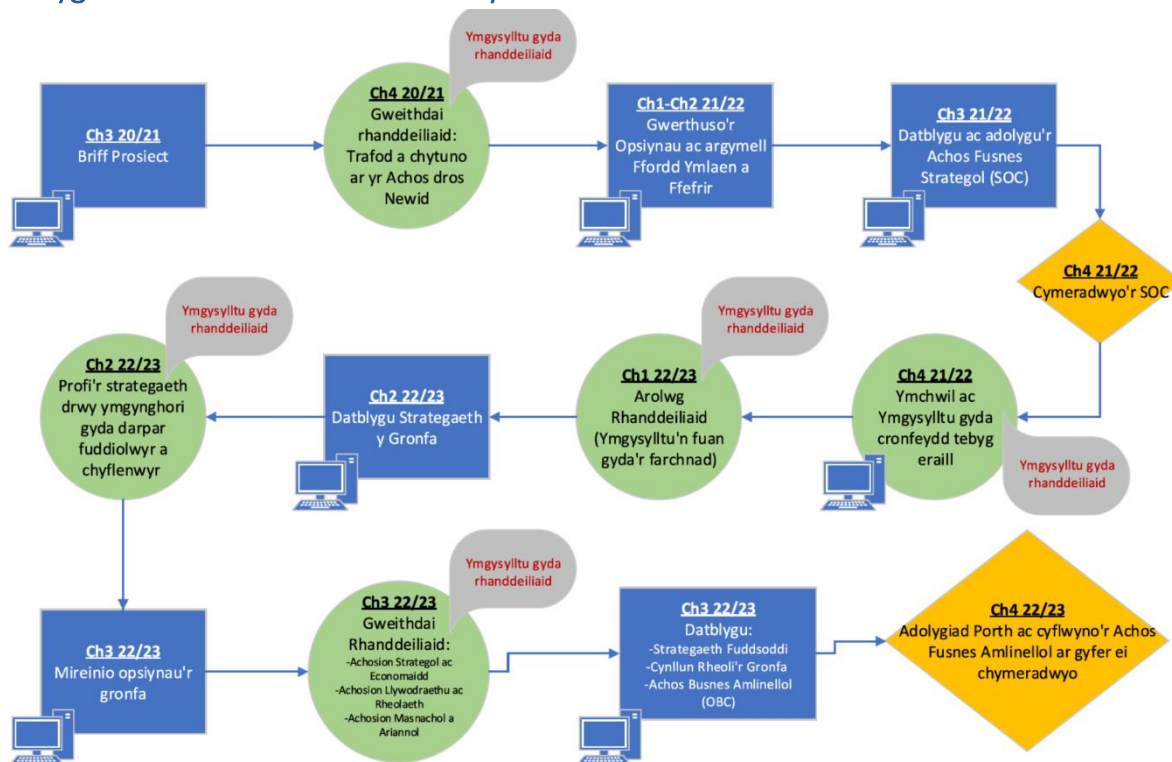 Ch3 20/21
Briff Prosiect
Ymgysylltu gyda
rhanddeiliaid
Ch4 20/21
Gweithdai
rhanddeiliaid:
Trafod a chytuno
ar yr Achos dros
Newid
Ch1-Ch2 21/22
Gwerthuso'r
Opsiynau ac argymell
Ffordd Ymlaen a
Ffefrir
Ch3 21/22
Datblygu ac adolygu'r
Achos Fusnes
Strategol (SOC)
Ch4 21/22
Cymeradwyo'r SOC
Ch4 21/22
Ymchwil ac
Ymgysylltu gyda
cronfeydd tebyg
eraill
Ymgysylltu gyda
rhanddeiliaid
Ymgysylltu gyda
rhanddeiliaid
Ch1 22/23
Arolwg
Rhanddeiliaid
(Ymgysylltu'n fuan
gyda'r farchnad)
Ch2 22/23
Datblygu Strategaeth
y Gronfa
Ymgysylltu gyda
rhanddeiliaid
Ch2 22/23
Profi'r strategaeth
drwy ymgynghori
gyda darpar
fuddiolwyr a
chyflenwyr
Ch3 22/23
Mireinio opsiynau'r
gronfa
Ymgysylltu gyda
rhanddeiliaid
Ch3 22/23
Gweithdai
Rhanddeiliaid:
-Achosion Strategol ac
Economaidd
-Achosion Llywodraethu ac
Rheolaeth
-Achosion Masnachol a
Ariannol
Ch3 22/23
Datblygu:
-Strategaeth Fuddsoddi
-Cynllun Rheoli'r Gronfa
-Achos Busnes Amlinellol
(OBC)
Ch4 22/23
Adolygiad Porth ac cyflwyno'r Achos
Fusnes Amlinellol ar gyfer ei
chymeradwyo